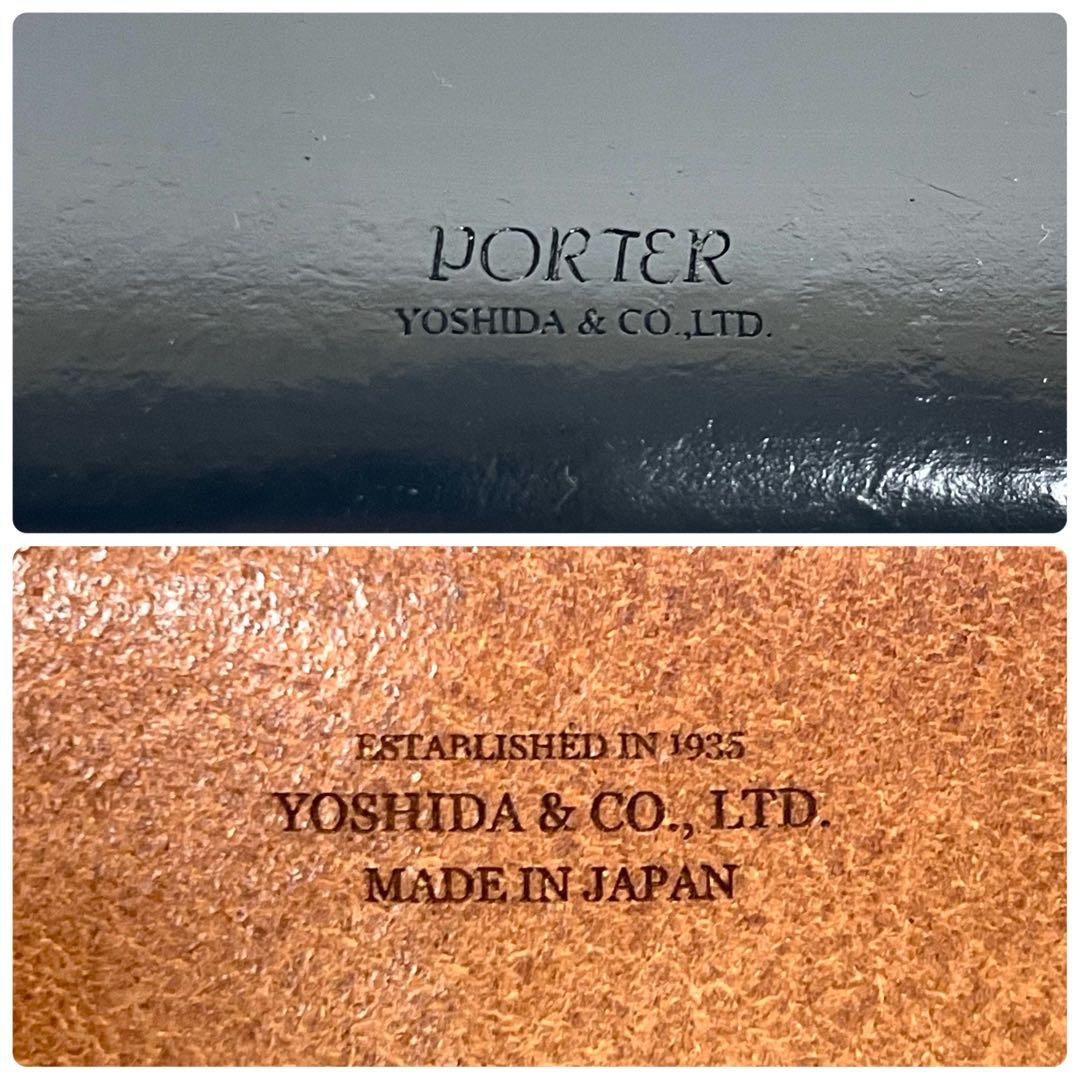 PORTER
YOSHIDA & CO.,LTD.
ESTABLISHED IN 1935
YOSHIDA & CO., LTD.
MADE IN JAPAN